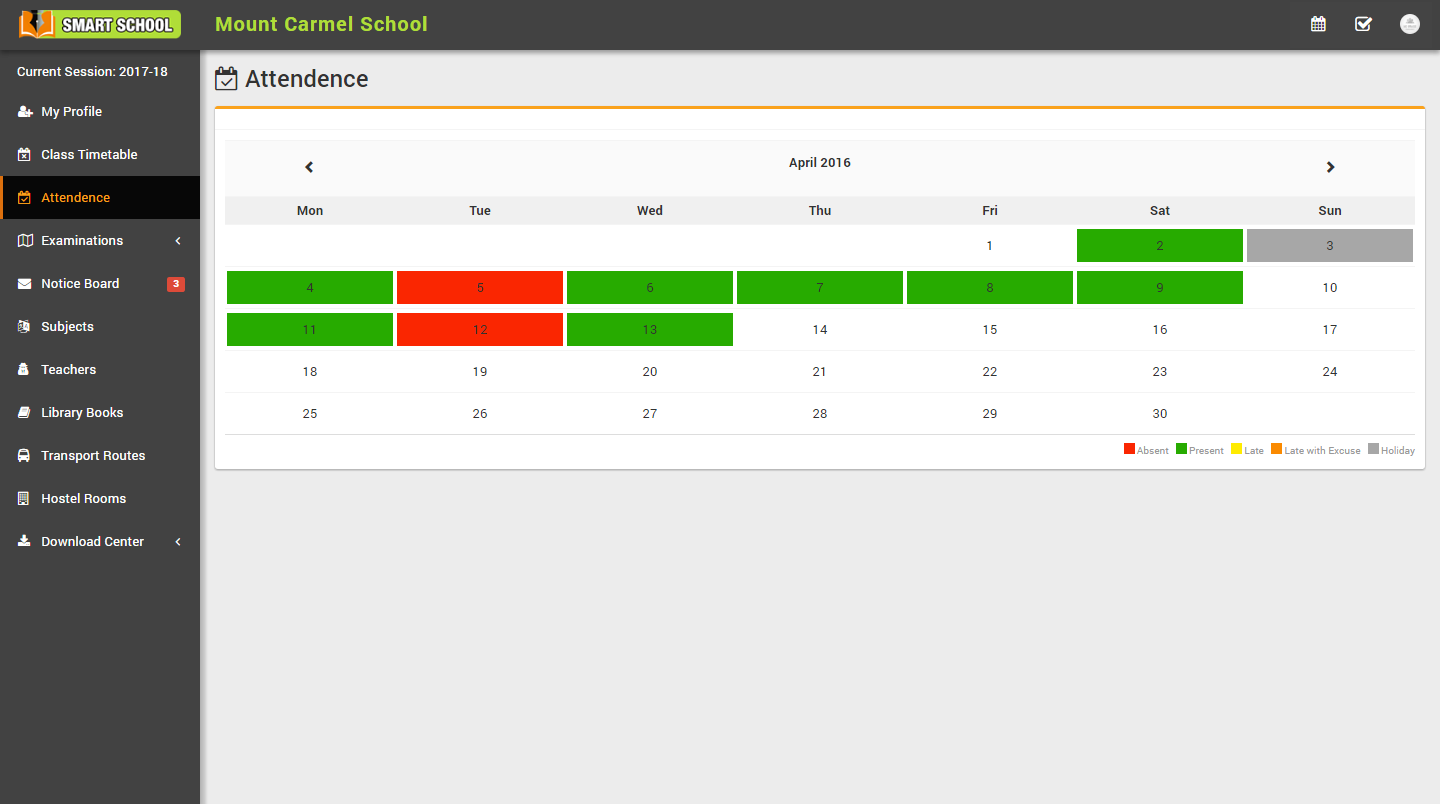 SMART SCHOOL
Mount Carmel School
Current Session: 2017-18
My Profile
Class Timetable
Attendence
Examinations
Notice Board 3
Subjects
Teachers
Library Books
Transport Routes
Hostel Rooms
Download Center
Attendence
April 2016
Mon Tue Wed Thu Fri Sat Sun
1 2 3
4 5 6 7 8 9 10
11 12 13 14 15 16 17
18 19 20 21 22 23 24
25 26 27 28 29 30
Absent Present Late Late with Excuse Holiday